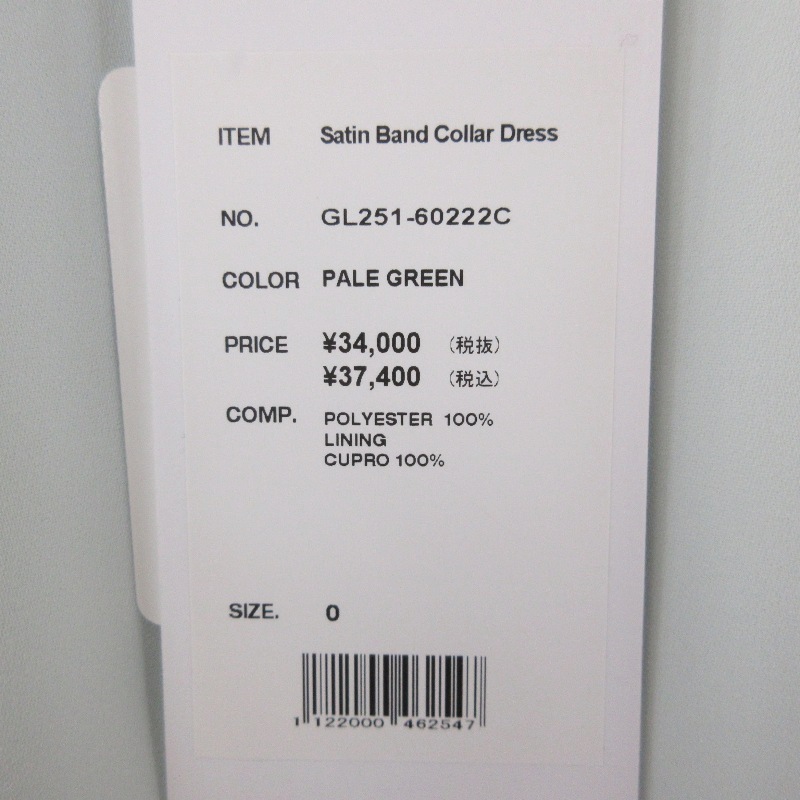 ITEM Satin Band Collar Dress
NO. GL251-60222C
COLOR PALE GREEN
PRICE ¥34,000 (税抜)
¥37,400 (税込)
COMP. POLYESTER 100%
LINING
CUPRO 100%
SIZE. 0
1 122000 462547